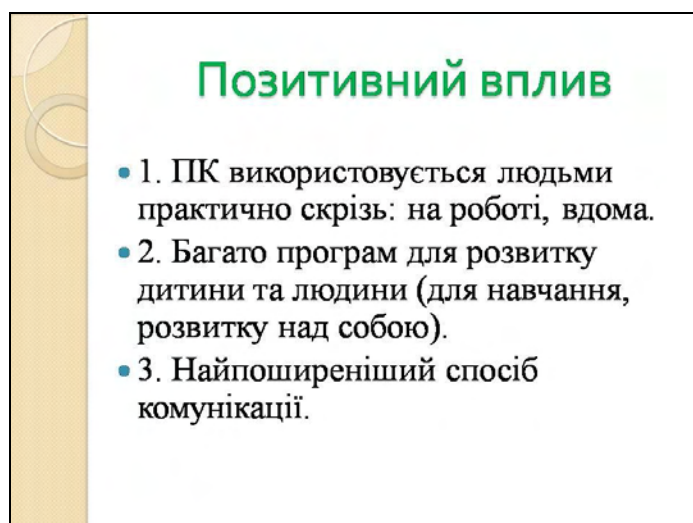 Позитивний вплив
• 1. ПК використовується людьми
практично скрізь: на роботі, вдома.
• 2. Багато програм для розвитку
дитини та людини (для навчання,
розвитку над собою).
• 3. Найпоширеніший спосіб
комунікації.